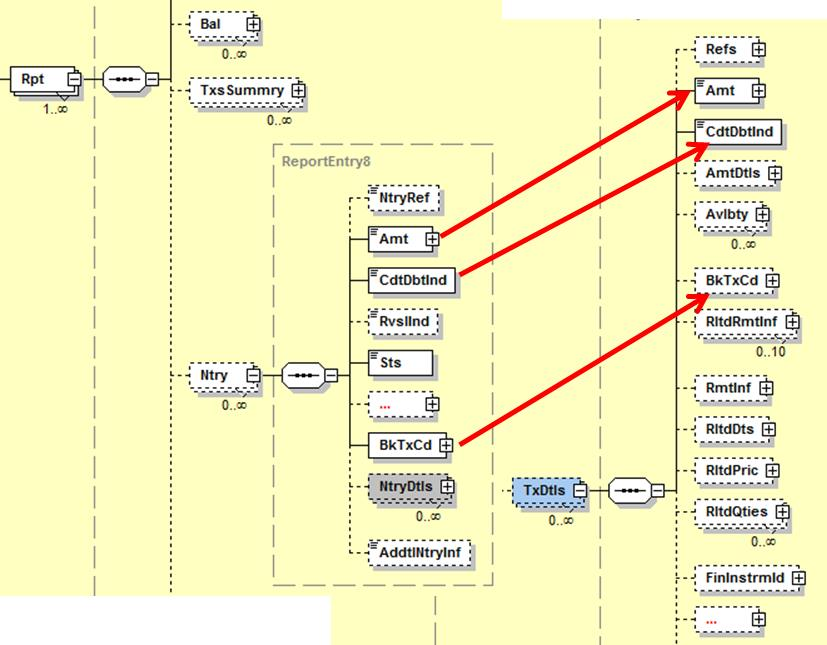 Bal
0..∞
Rpt
1..∞
TxsSummry
0..∞
ReportEntry8
NtryRef
Amt
CdtDbtInd
RvslInd
Sts
Ntry
0..∞
...
BkTxCd
NtryDtls
0..∞
AddtlNtryInf
TxDtls
0..∞
Refs
Amt
CdtDbtInd
AmtDtls
Avlbty
0..∞
BkTxCd
RltdRmtInf
0..10
RmtInf
RltdDts
RltdPric
RltdQties
0..∞
FinInstrmId
...